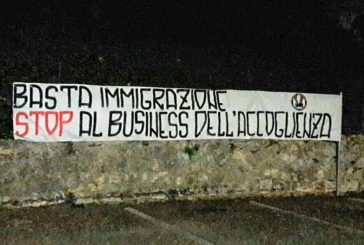 BASTA IMMIGRAZIONE
STOP AL BUSINESS DELL'ACCOGLIENZA